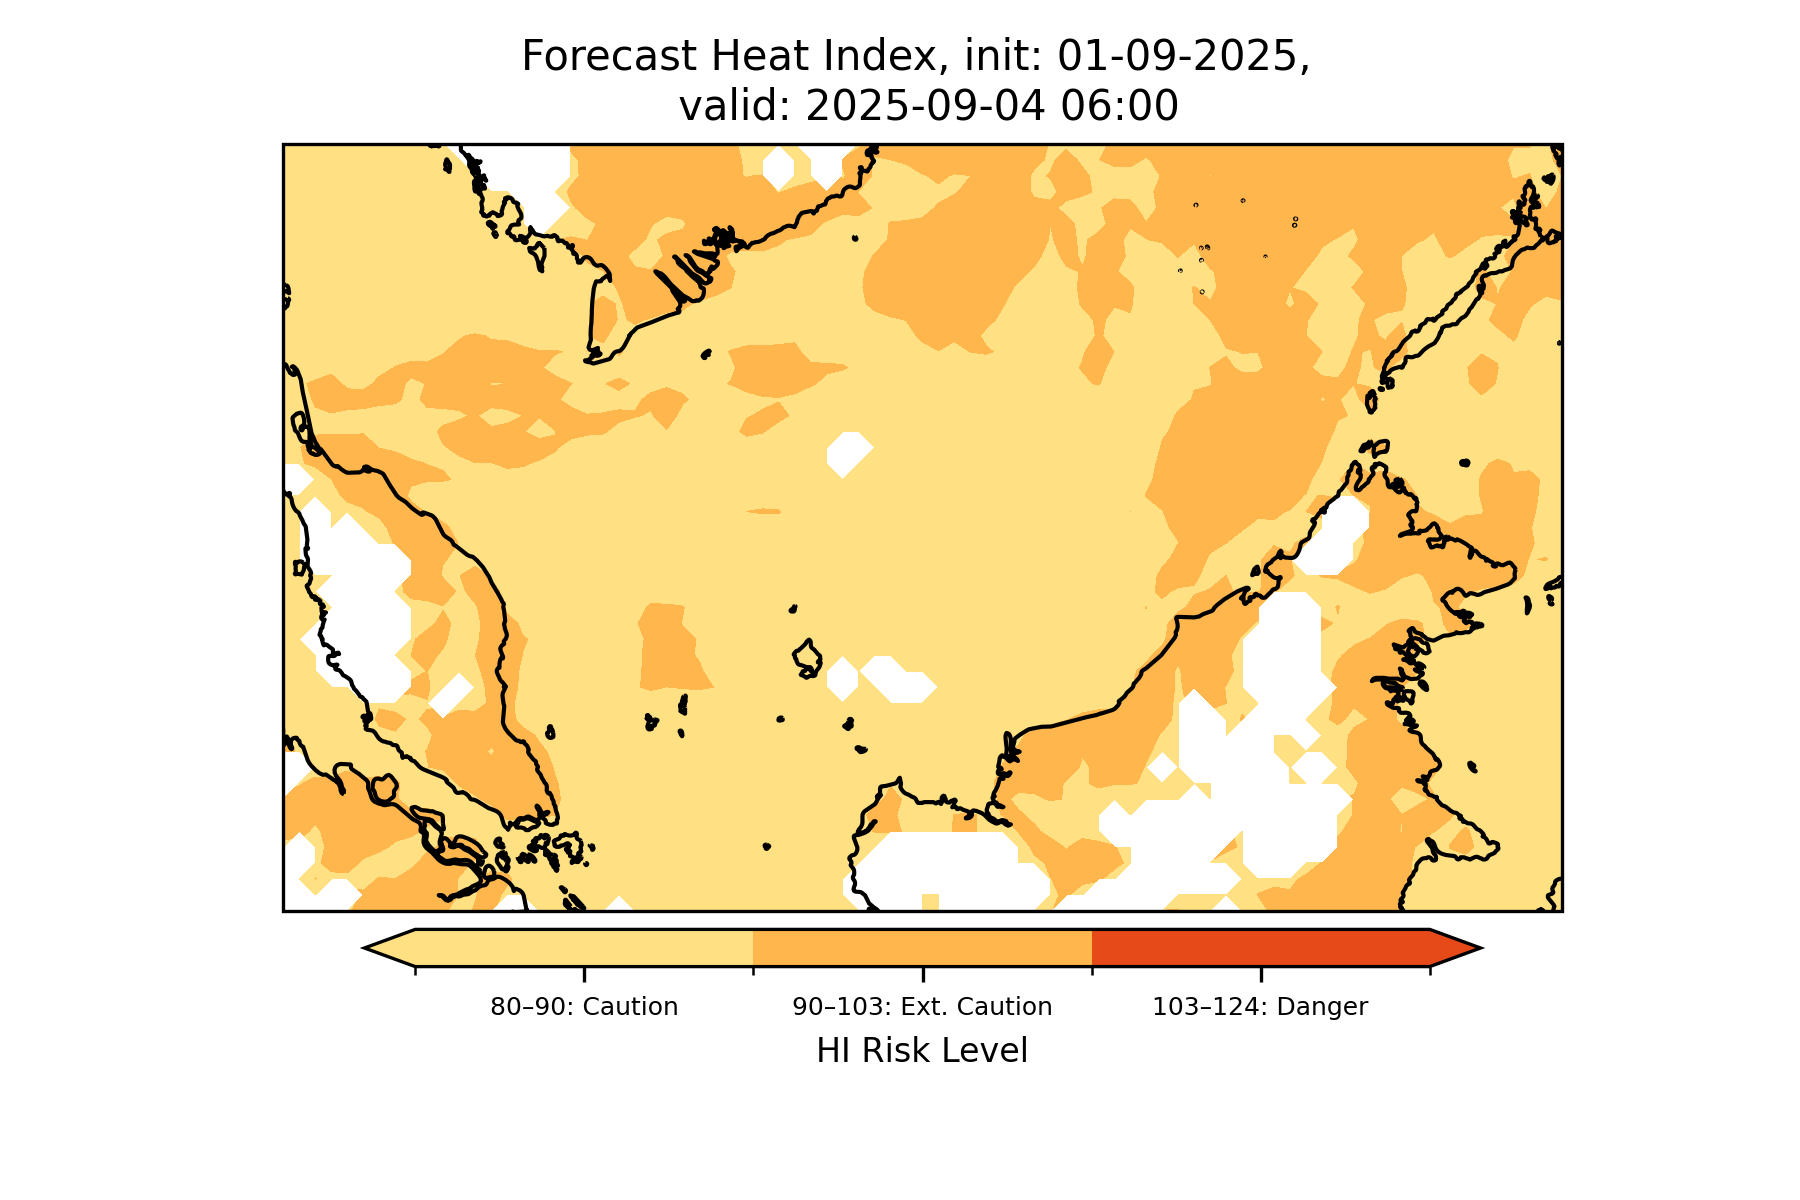 Forecast Heat Index, init: 01-09-2025,
valid: 2025-09-04 06:00
80–90: Caution
90–103: Ext. Caution
103–124: Danger
HI Risk Level